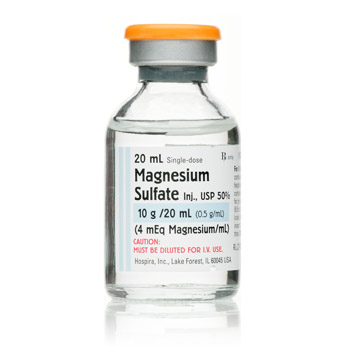 20 mL Single-dose
Magnesium
Sulfate Inj., USP 50%
10 g /20 mL (0.5 g/mL)
(4 mEq Magnesium/mL)
CAUTION:
MUST BE DILUTED FOR I.V. USE.
Hospira, Inc., Lake Forest, IL 60045 USA